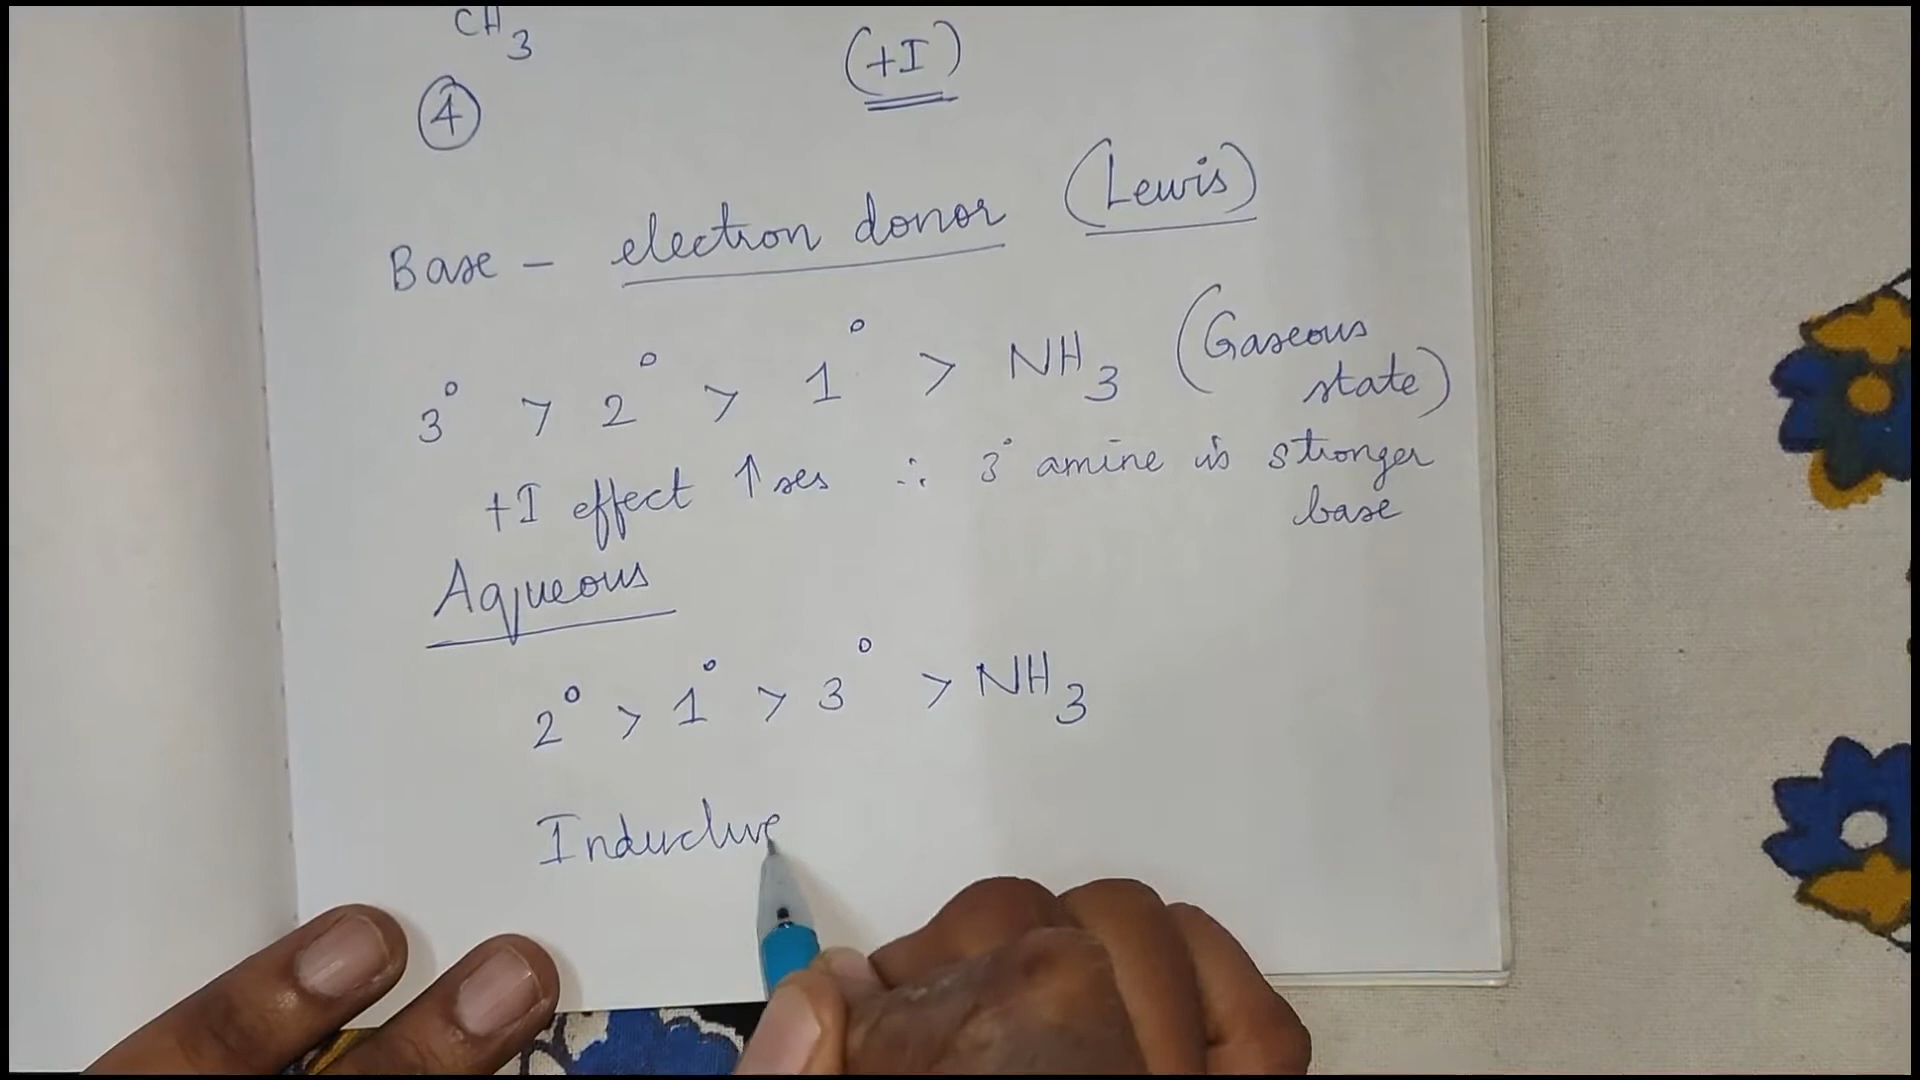 CH3
(+I)
4
Base - electron donor (Lewis)
3° > 2° > 1° > NH3 (Gaseous state)
+I effect ↑ses ∴ 3° amine is stronger base
Aqueous
2° > 1° > 3° > NH3
Inductive